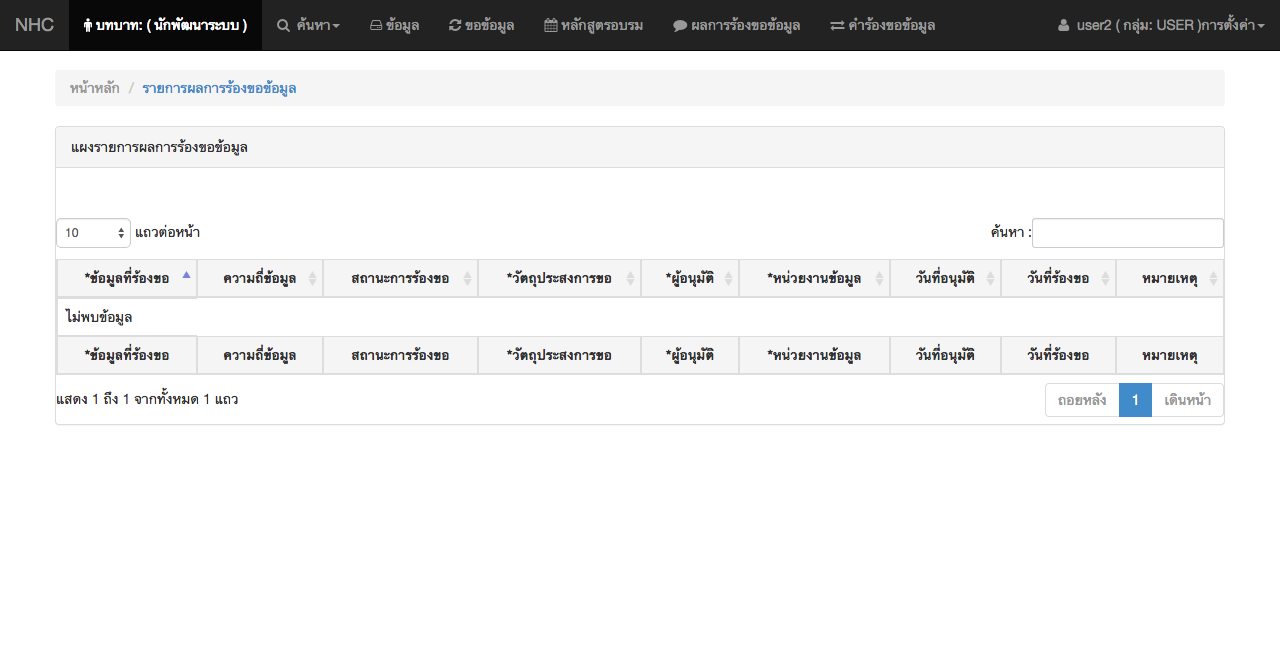 NHC บทบาท: ( นักพัฒนาระบบ ) ค้นหา ข้อมูล ขอข้อมูล หลักสูตรอบรม ผลการร้องขอข้อมูล คำร้องขอข้อมูล user2 ( กลุ่ม: USER )การตั้งค่า
หน้าหลัก / รายการผลการร้องขอข้อมูล
แผงรายการผลการร้องขอข้อมูล
10 แถวต่อหน้า ค้นหา :
*ข้อมูลที่ร้องขอ ความถี่ข้อมูล สถานะการร้องขอ *วัตถุประสงการขอ *ผู้อนุมัติ *หน่วยงานข้อมูล วันที่อนุมัติ วันที่ร้องขอ หมายเหตุ
ไม่พบข้อมูล
*ข้อมูลที่ร้องขอ ความถี่ข้อมูล สถานะการร้องขอ *วัตถุประสงการขอ *ผู้อนุมัติ *หน่วยงานข้อมูล วันที่อนุมัติ วันที่ร้องขอ หมายเหตุ
แสดง 1 ถึง 1 จากทั้งหมด 1 แถว ถอยหลัง 1 เดินหน้า